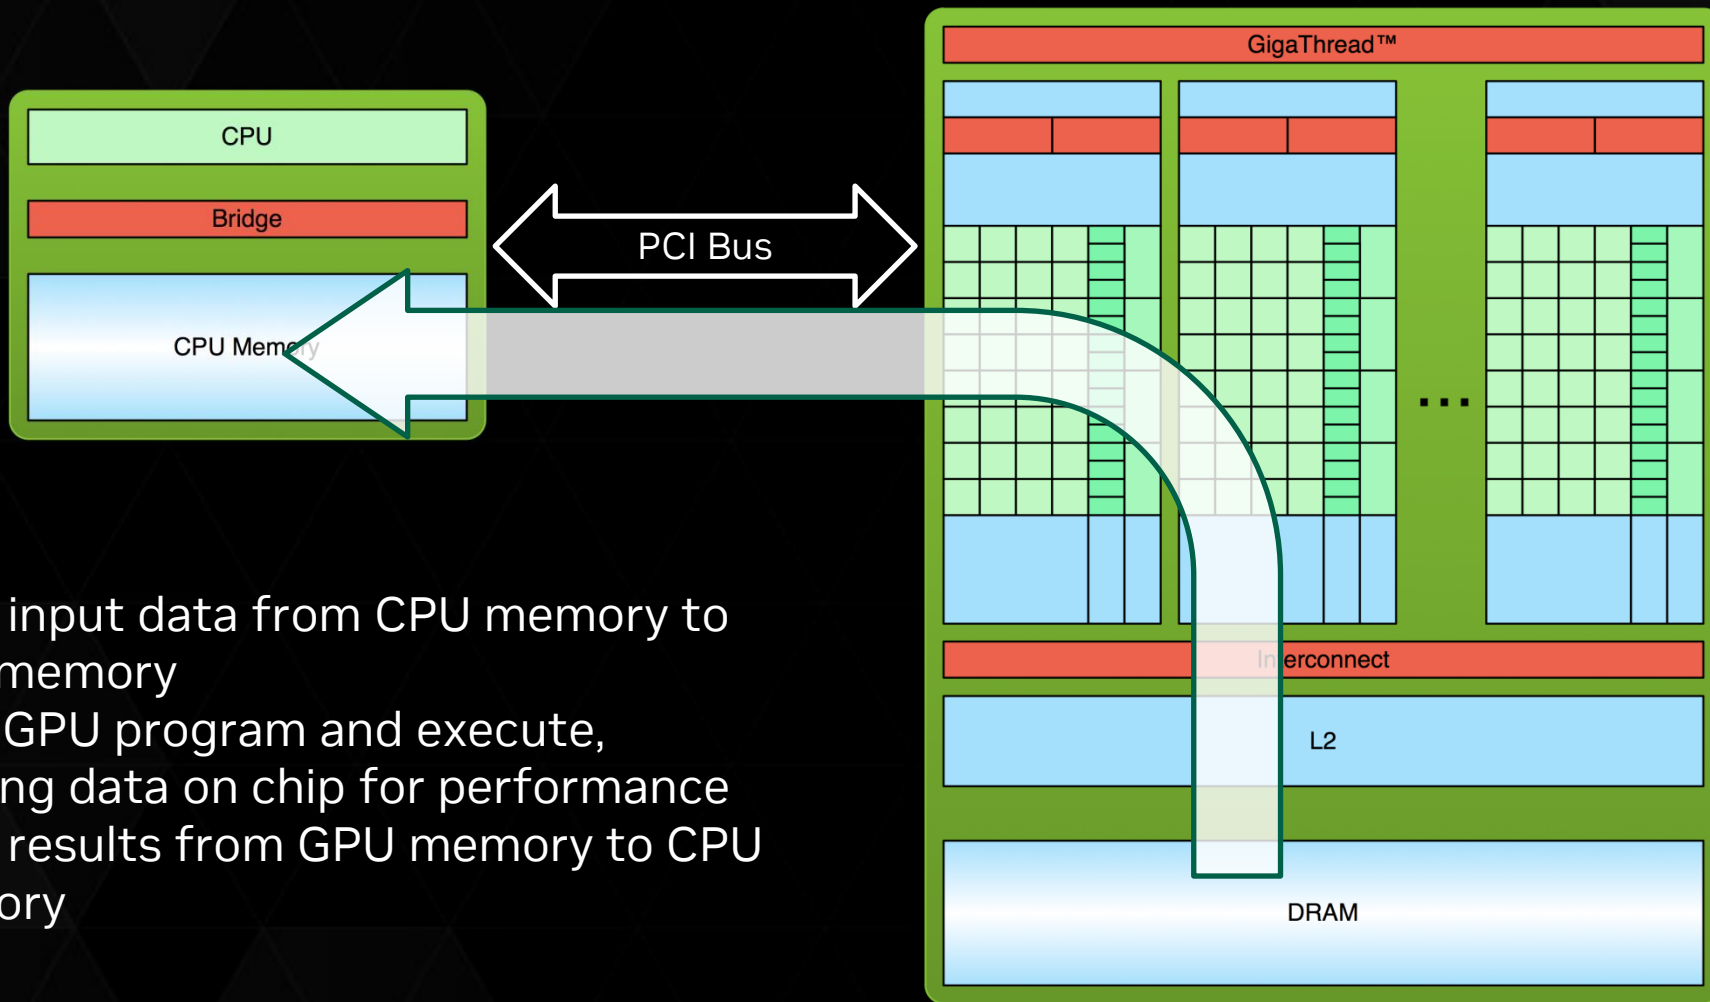 GigaThread™
CPU
Bridge
PCI Bus
CPU Memory
...
input data from CPU memory to
memory
GPU program and execute,
ng data on chip for performance
results from GPU memory to CPU
ory
Interconnect
L2
DRAM